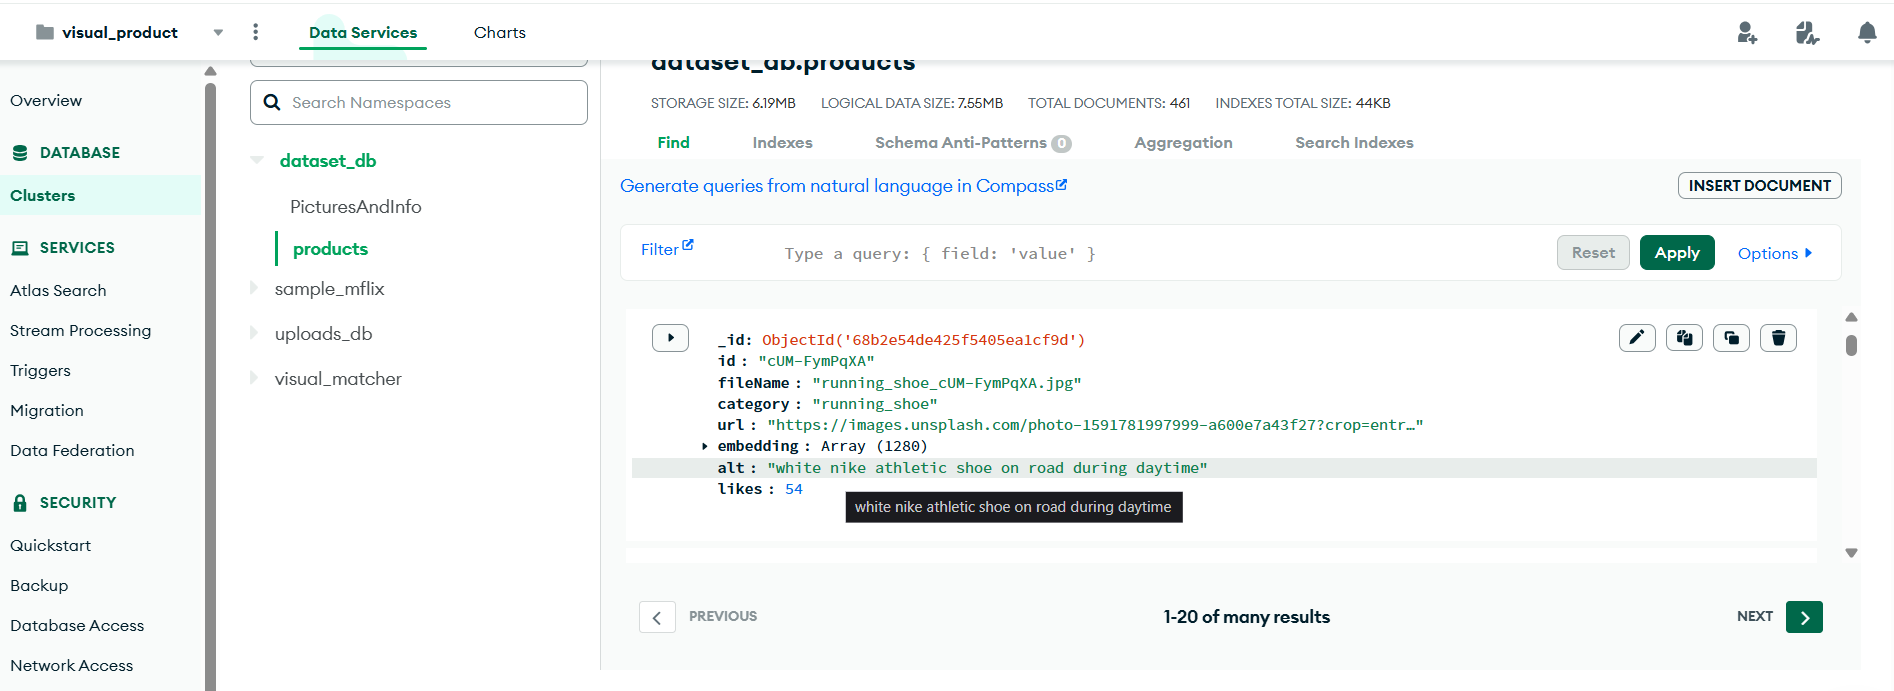 visual_product
Data Services
Charts
Overview
DATABASE
Clusters
SERVICES
Atlas Search
Stream Processing
Triggers
Migration
Data Federation
SECURITY
Quickstart
Backup
Database Access
Network Access
Search Namespaces
dataset_db
PicturesAndInfo
products
sample_mflix
uploads_db
visual_matcher
dataset_db.products
STORAGE SIZE: 6.19MB LOGICAL DATA SIZE: 7.55MB TOTAL DOCUMENTS: 461 INDEXES TOTAL SIZE: 44KB
Find Indexes Schema Anti-Patterns 0 Aggregation Search Indexes
Generate queries from natural language in Compass
INSERT DOCUMENT
Filter Type a query: { field: 'value' } Reset Apply Options
_id: ObjectId('68b2e54de425f5405ea1cf9d')
id : "cUM-FymPqXA"
fileName : "running_shoe_cUM-FymPqXA.jpg"
category : "running_shoe"
url : "https://images.unsplash.com/photo-1591781997999-a600e7a43f27?crop=entr…"
embedding : Array (1280)
alt : "white nike athletic shoe on road during daytime"
likes : 54
white nike athletic shoe on road during daytime
PREVIOUS 1-20 of many results NEXT